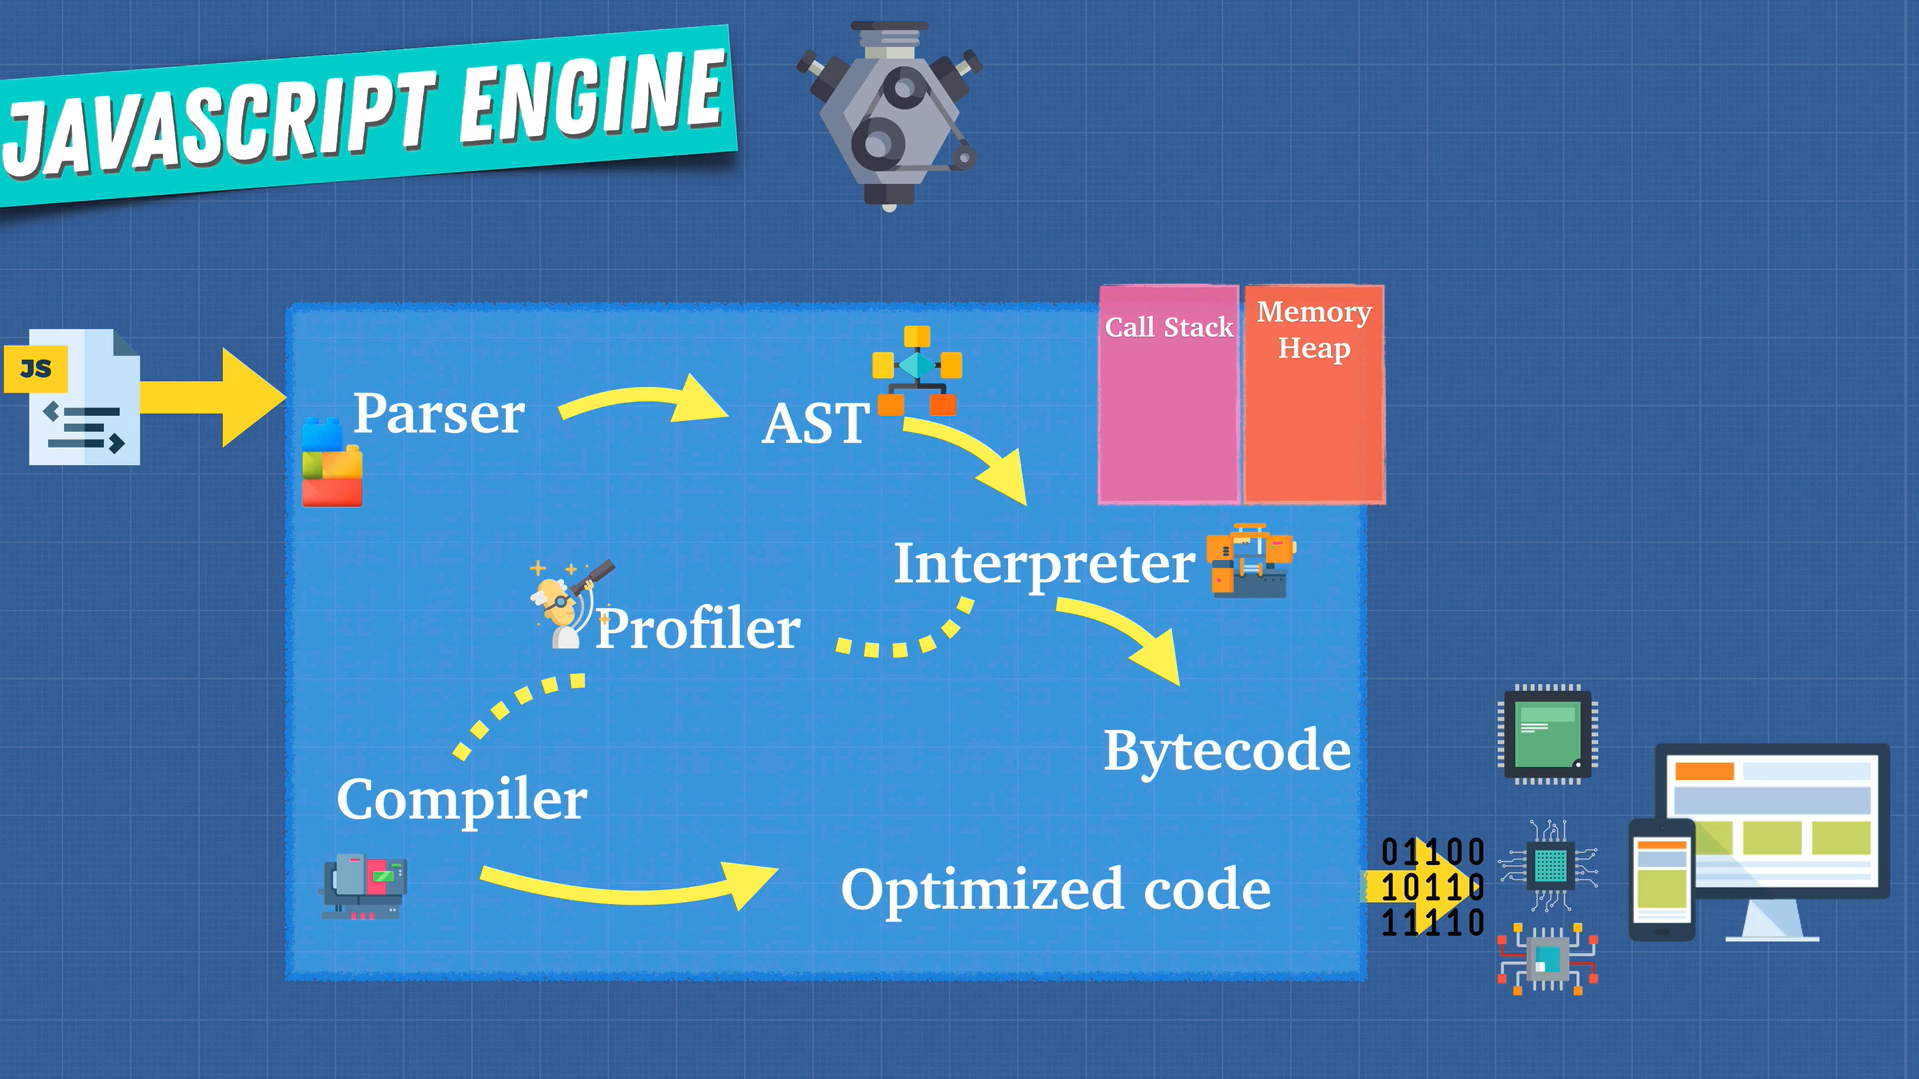 JAVASCRIPT ENGINE
Call Stack
Memory
Heap
JS
Parser
AST
Interpreter
Profiler
Bytecode
Compiler
Optimized code
01100
10110
11110